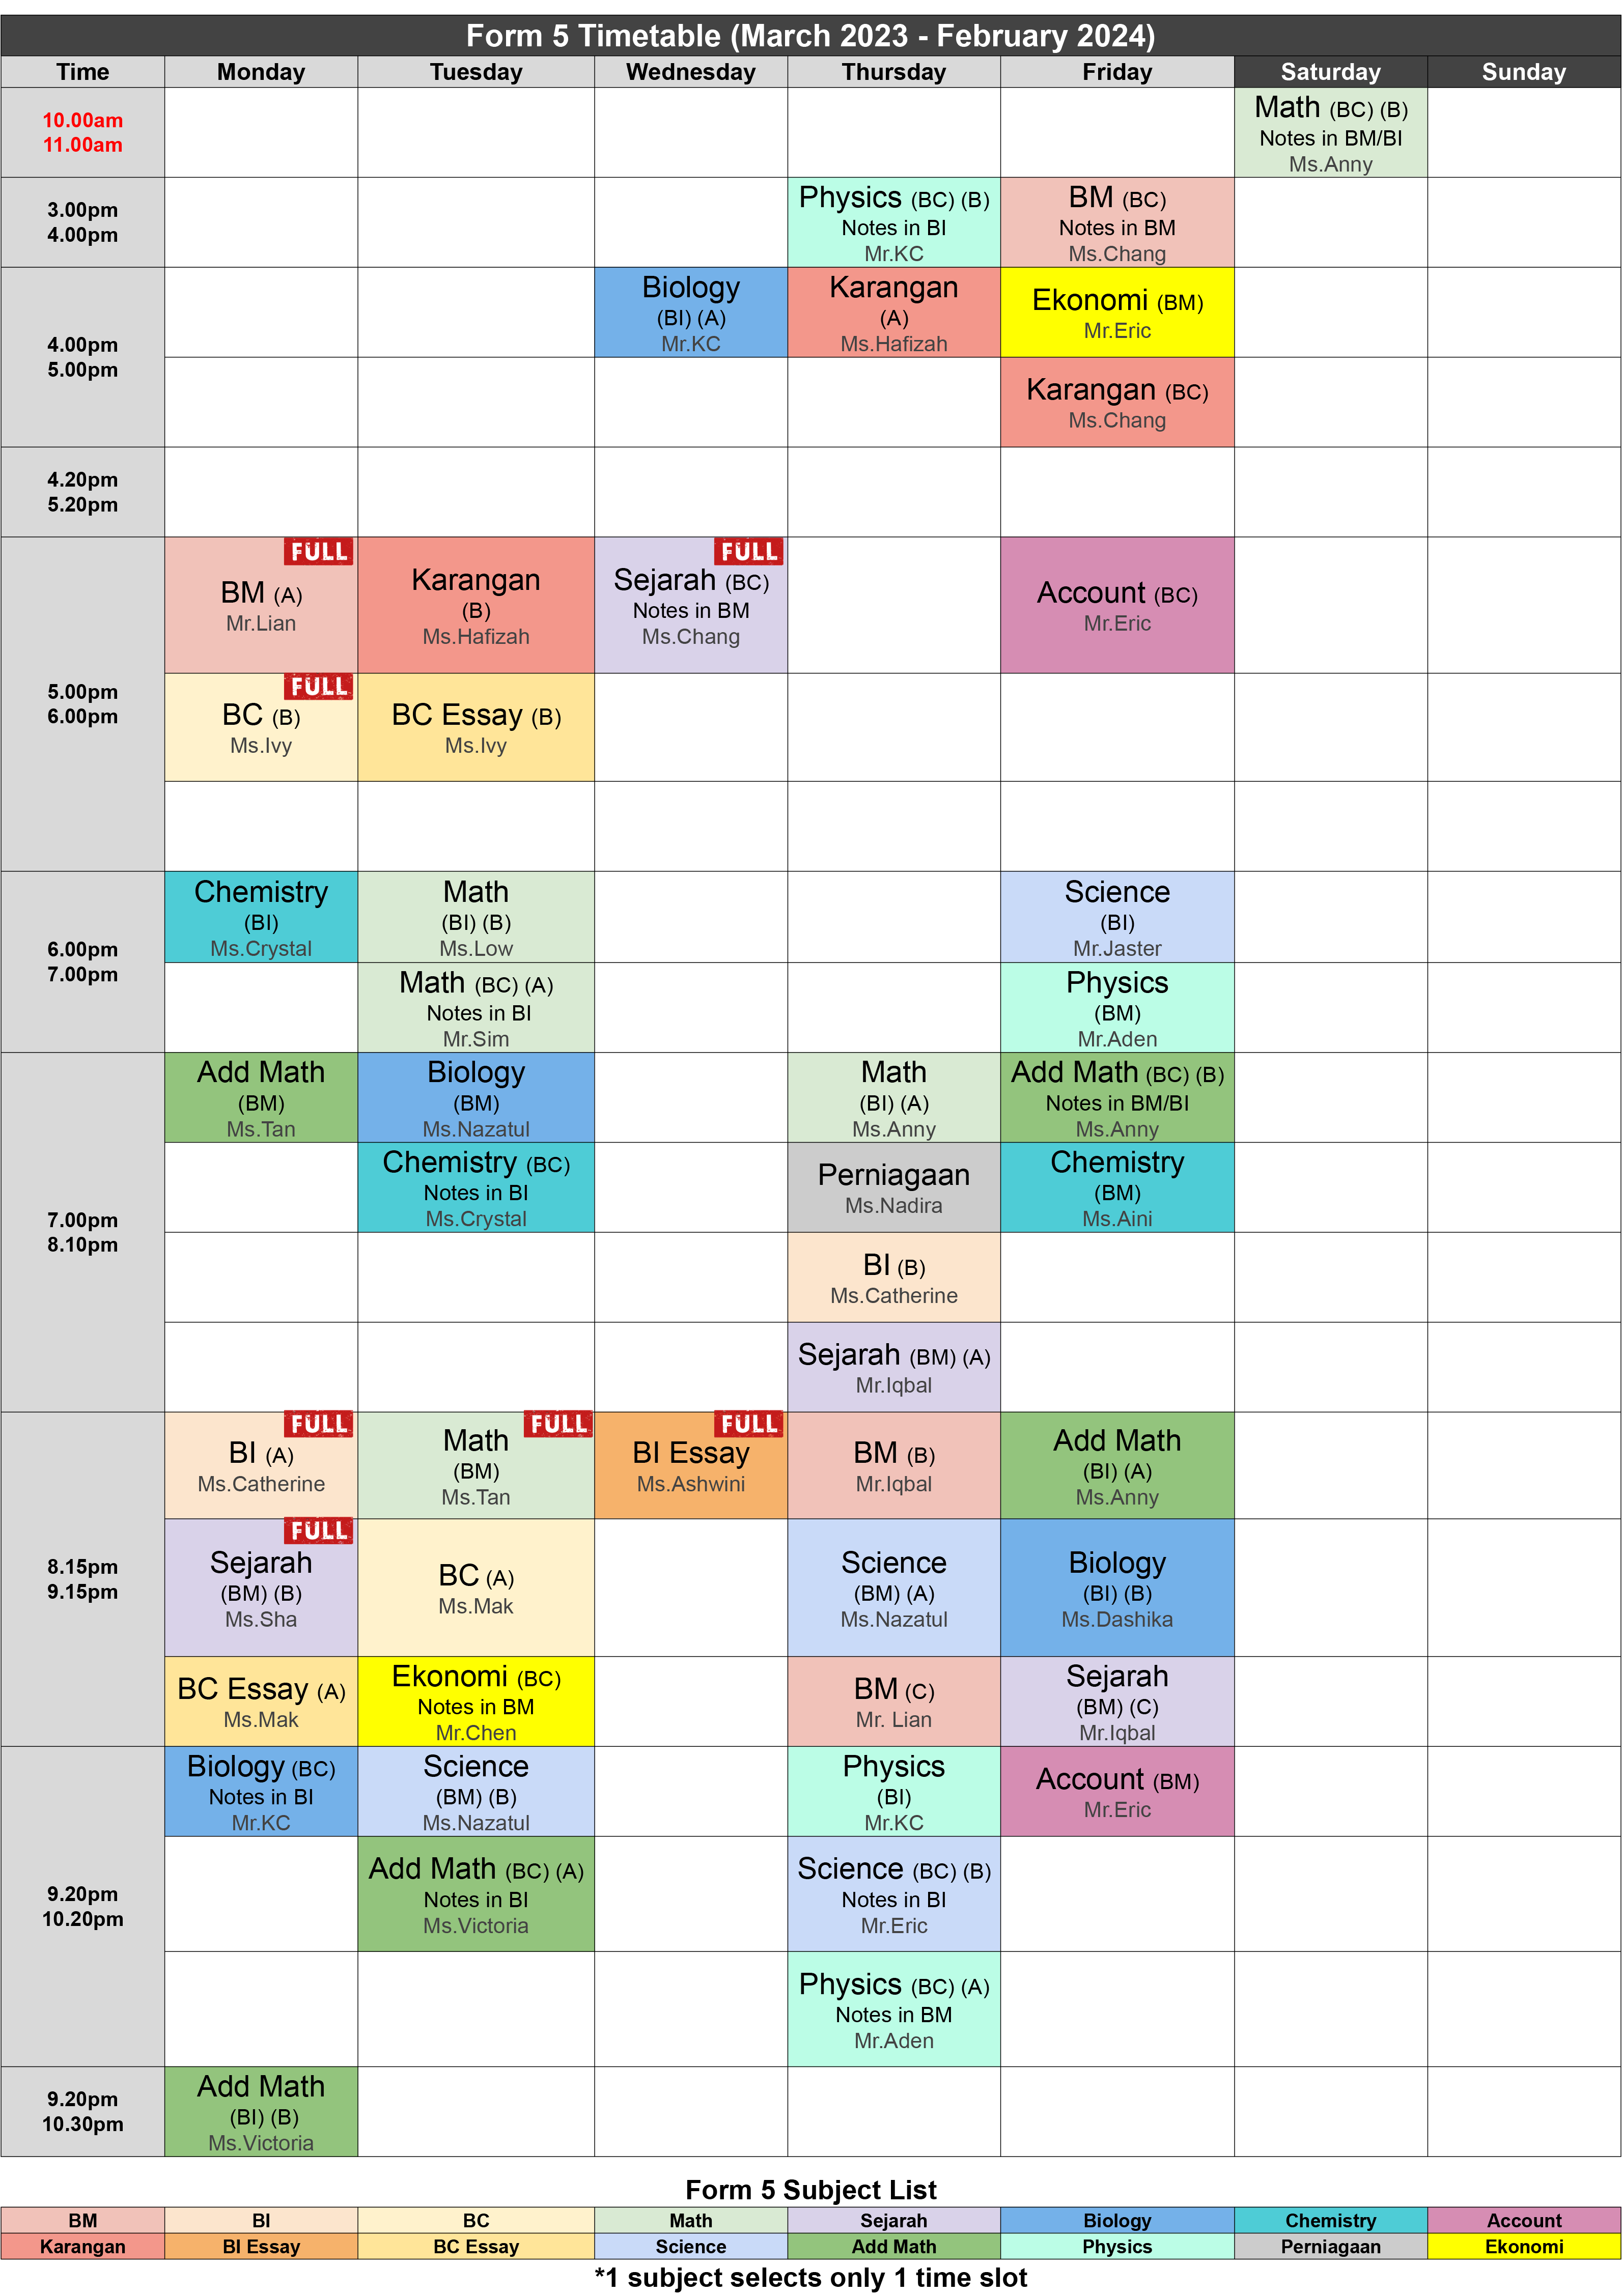 Form 5 Timetable (March 2023 - February 2024)
Time Monday Tuesday Wednesday Thursday Friday Saturday Sunday
10.00am
11.00am
Math (BC) (B)
Notes in BM/BI
Ms.Anny
3.00pm
4.00pm
Physics (BC) (B)
Notes in BI
Mr.KC
BM (BC)
Notes in BM
Ms.Chang
4.00pm
5.00pm
Biology
(BI) (A)
Mr.KC
Karangan
(A)
Ms.Hafizah
Ekonomi (BM)
Mr.Eric
Karangan (BC)
Ms.Chang
4.20pm
5.20pm
5.00pm
6.00pm
FULL
BM (A)
Mr.Lian
Karangan
(B)
Ms.Hafizah
FULL
Sejarah (BC)
Notes in BM
Ms.Chang
Account (BC)
Mr.Eric
FULL
BC (B)
Ms.Ivy
BC Essay (B)
Ms.Ivy
6.00pm
7.00pm
Chemistry
(BI)
Ms.Crystal
Math
(BI) (B)
Ms.Low
Science
(BI)
Mr.Jaster
Math (BC) (A)
Notes in BI
Mr.Sim
Physics
(BM)
Mr.Aden
7.00pm
8.10pm
Add Math
(BM)
Ms.Tan
Biology
(BM)
Ms.Nazatul
Math
(BI) (A)
Ms.Anny
Add Math (BC) (B)
Notes in BM/BI
Ms.Anny
Chemistry (BC)
Notes in BI
Ms.Crystal
Perniagaan
Ms.Nadira
Chemistry
(BM)
Ms.Aini
BI (B)
Ms.Catherine
Sejarah (BM) (A)
Mr.Iqbal
8.15pm
9.15pm
FULL
BI (A)
Ms.Catherine
FULL
Math
(BM)
Ms.Tan
FULL
BI Essay
Ms.Ashwini
BM (B)
Mr.Iqbal
Add Math
(BI) (A)
Ms.Anny
FULL
Sejarah
(BM) (B)
Ms.Sha
BC (A)
Ms.Mak
Science
(BM) (A)
Ms.Nazatul
Biology
(BI) (B)
Ms.Dashika
BC Essay (A)
Ms.Mak
Ekonomi (BC)
Notes in BM
Mr.Chen
BM (C)
Mr. Lian
Sejarah
(BM) (C)
Mr.Iqbal
9.20pm
10.20pm
Biology (BC)
Notes in BI
Mr.KC
Science
(BM) (B)
Ms.Nazatul
Physics
(BI)
Mr.KC
Account (BM)
Mr.Eric
Add Math (BC) (A)
Notes in BI
Ms.Victoria
Science (BC) (B)
Notes in BI
Mr.Eric
Physics (BC) (A)
Notes in BM
Mr.Aden
9.20pm
10.30pm
Add Math
(BI) (B)
Ms.Victoria
Form 5 Subject List
BM BI BC Math Sejarah Biology Chemistry Account
Karangan BI Essay BC Essay Science Add Math Physics Perniagaan Ekonomi
*1 subject selects only 1 time slot